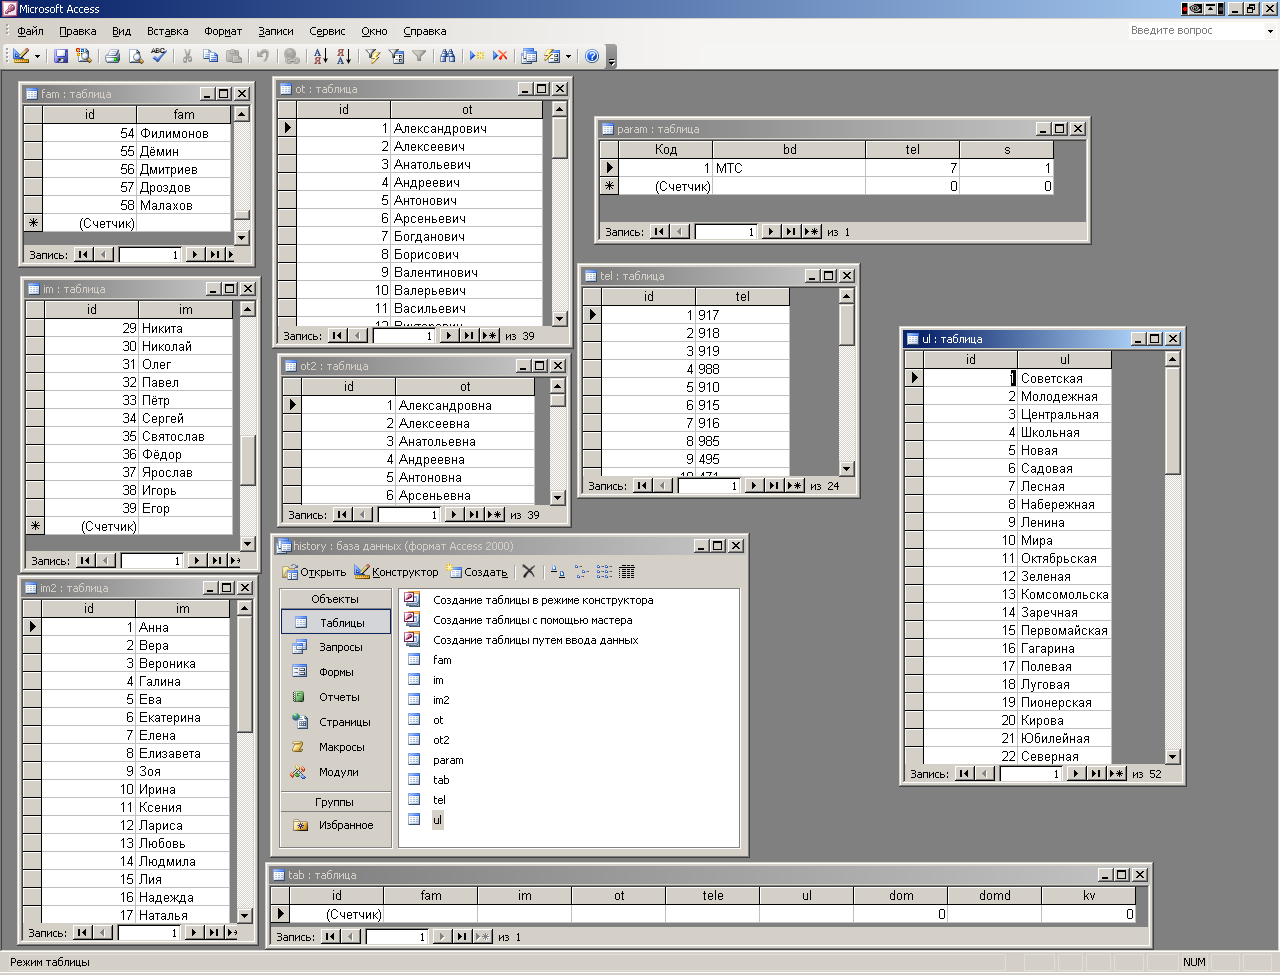 Microsoft Access
Файл Правка Вид Вставка Формат Записи Сервис Окно Справка
Введите вопрос
fam : таблица
id fam
54 Филимонов
55 Дёмин
56 Дмитриев
57 Дроздов
58 Малахов
(Счетчик)
Запись: 1
im : таблица
id im
29 Никита
30 Николай
31 Олег
32 Павел
33 Пётр
34 Сергей
35 Святослав
36 Фёдор
37 Ярослав
38 Игорь
39 Егор
(Счетчик)
Запись: 1
im2 : таблица
id im
1 Анна
2 Вера
3 Вероника
4 Галина
5 Ева
6 Екатерина
7 Елена
8 Елизавета
9 Зоя
10 Ирина
11 Ксения
12 Лариса
13 Любовь
14 Людмила
15 Лия
16 Надежда
17 Наталья
Запись: 1
ot : таблица
id ot
1 Александрович
2 Алексеевич
3 Анатольевич
4 Андреевич
5 Антонович
6 Арсеньевич
7 Богданович
8 Борисович
9 Валентинович
10 Валерьевич
11 Васильевич
12 Викторович
Запись: 1 из 39
ot2 : таблица
id ot
1 Александровна
2 Алексеевна
3 Анатольевна
4 Андреевна
5 Антоновна
6 Арсеньевна
Запись: 1 из 39
param : таблица
Код bd tel s
1 МТС 7 1
(Счетчик) 0 0
Запись: 1 из 1
tel : таблица
id tel
1 917
2 918
3 919
4 988
5 910
6 915
7 916
8 985
9 495
10 471
Запись: 1 из 24
ul : таблица
id ul
1 Советская
2 Молодежная
3 Центральная
4 Школьная
5 Новая
6 Садовая
7 Лесная
8 Набережная
9 Ленина
10 Мира
11 Октябрьская
12 Зеленая
13 Комсомольска
14 Заречная
15 Первомайская
16 Гагарина
17 Полевая
18 Луговая
19 Пионерская
20 Кирова
21 Юбилейная
22 Северная
Запись: 1 из 52
history : база данных (формат Access 2000)
Открыть Конструктор Создать
Объекты
Таблицы
Запросы
Формы
Отчеты
Страницы
Макросы
Модули
Группы
Избранное
Создание таблицы в режиме конструктора
Создание таблицы с помощью мастера
Создание таблицы путем ввода данных
fam
im
im2
ot
ot2
param
tab
tel
ul
tab : таблица
id fam im ot tele ul dom domd kv
(Счетчик) 0 0
Запись: 1 из 1
Режим таблицы
NUM